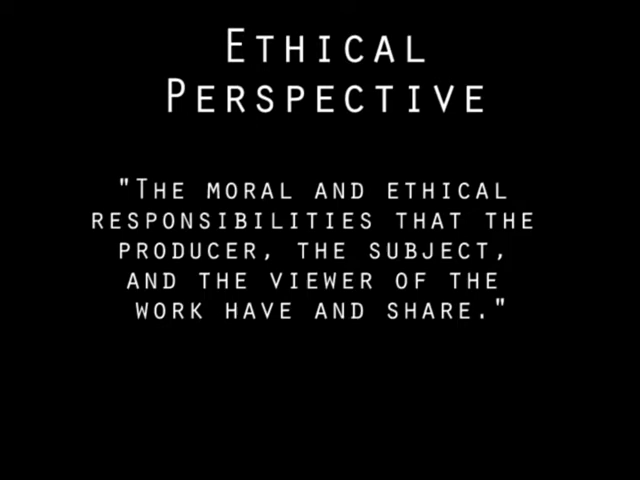 Ethical
Perspective
"The moral and ethical
responsibilities that the
producer, the subject,
and the viewer of the
work have and share."